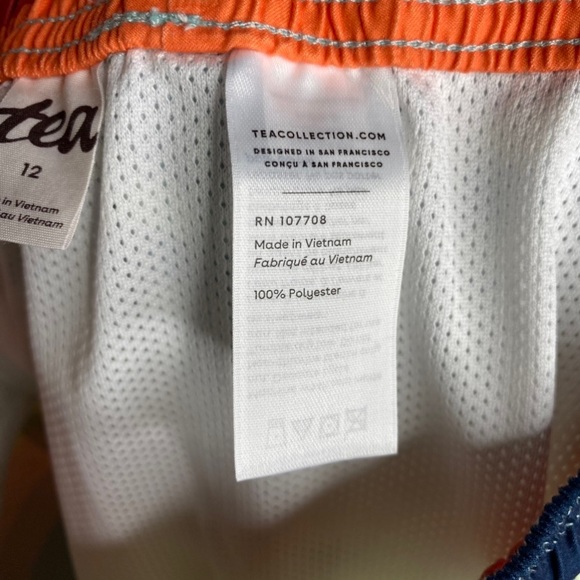 tea
12
in Vietnam
au Vietnam
TEACOLLECTION.COM
DESIGNED IN SAN FRANCISCO
CONÇU À SAN FRANCISCO
RN 107708
Made in Vietnam
Fabriqué au Vietnam
100% Polyester